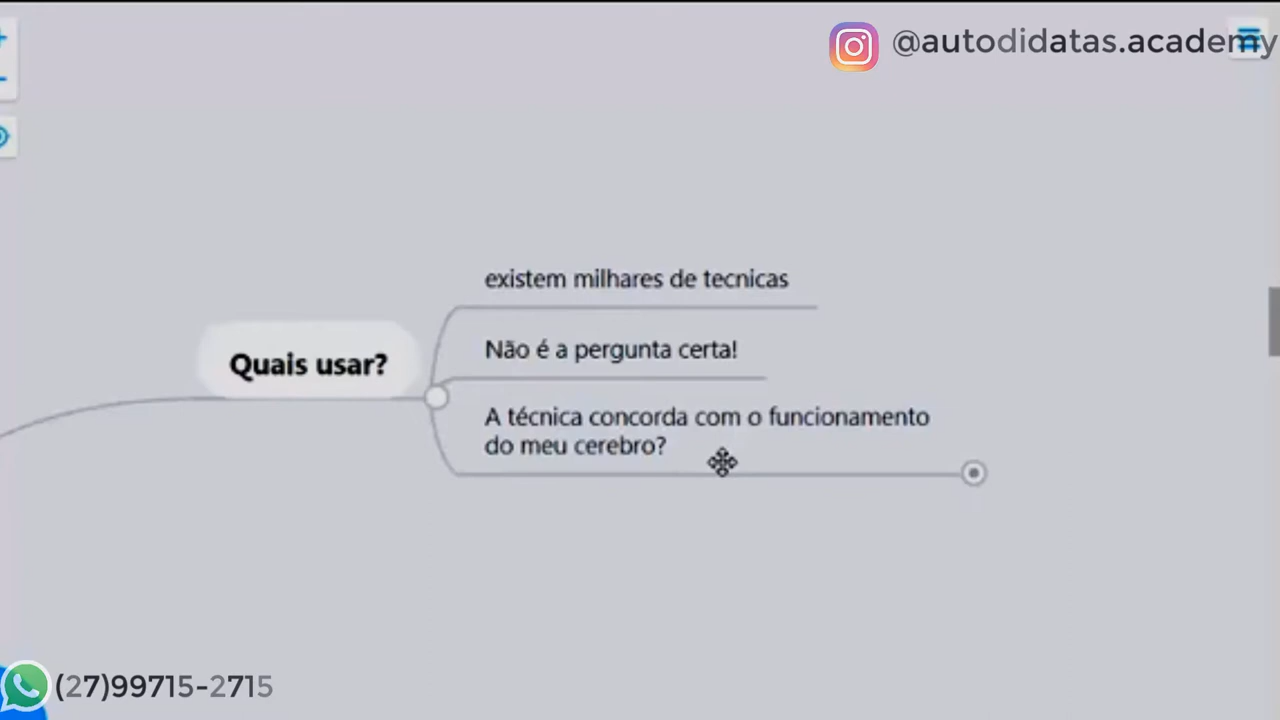 @autodidatas.academy
existem milhares de tecnicas
Quais usar?
Não é a pergunta certa!
A técnica concorda com o funcionamento
do meu cerebro?
(27)99715-2715